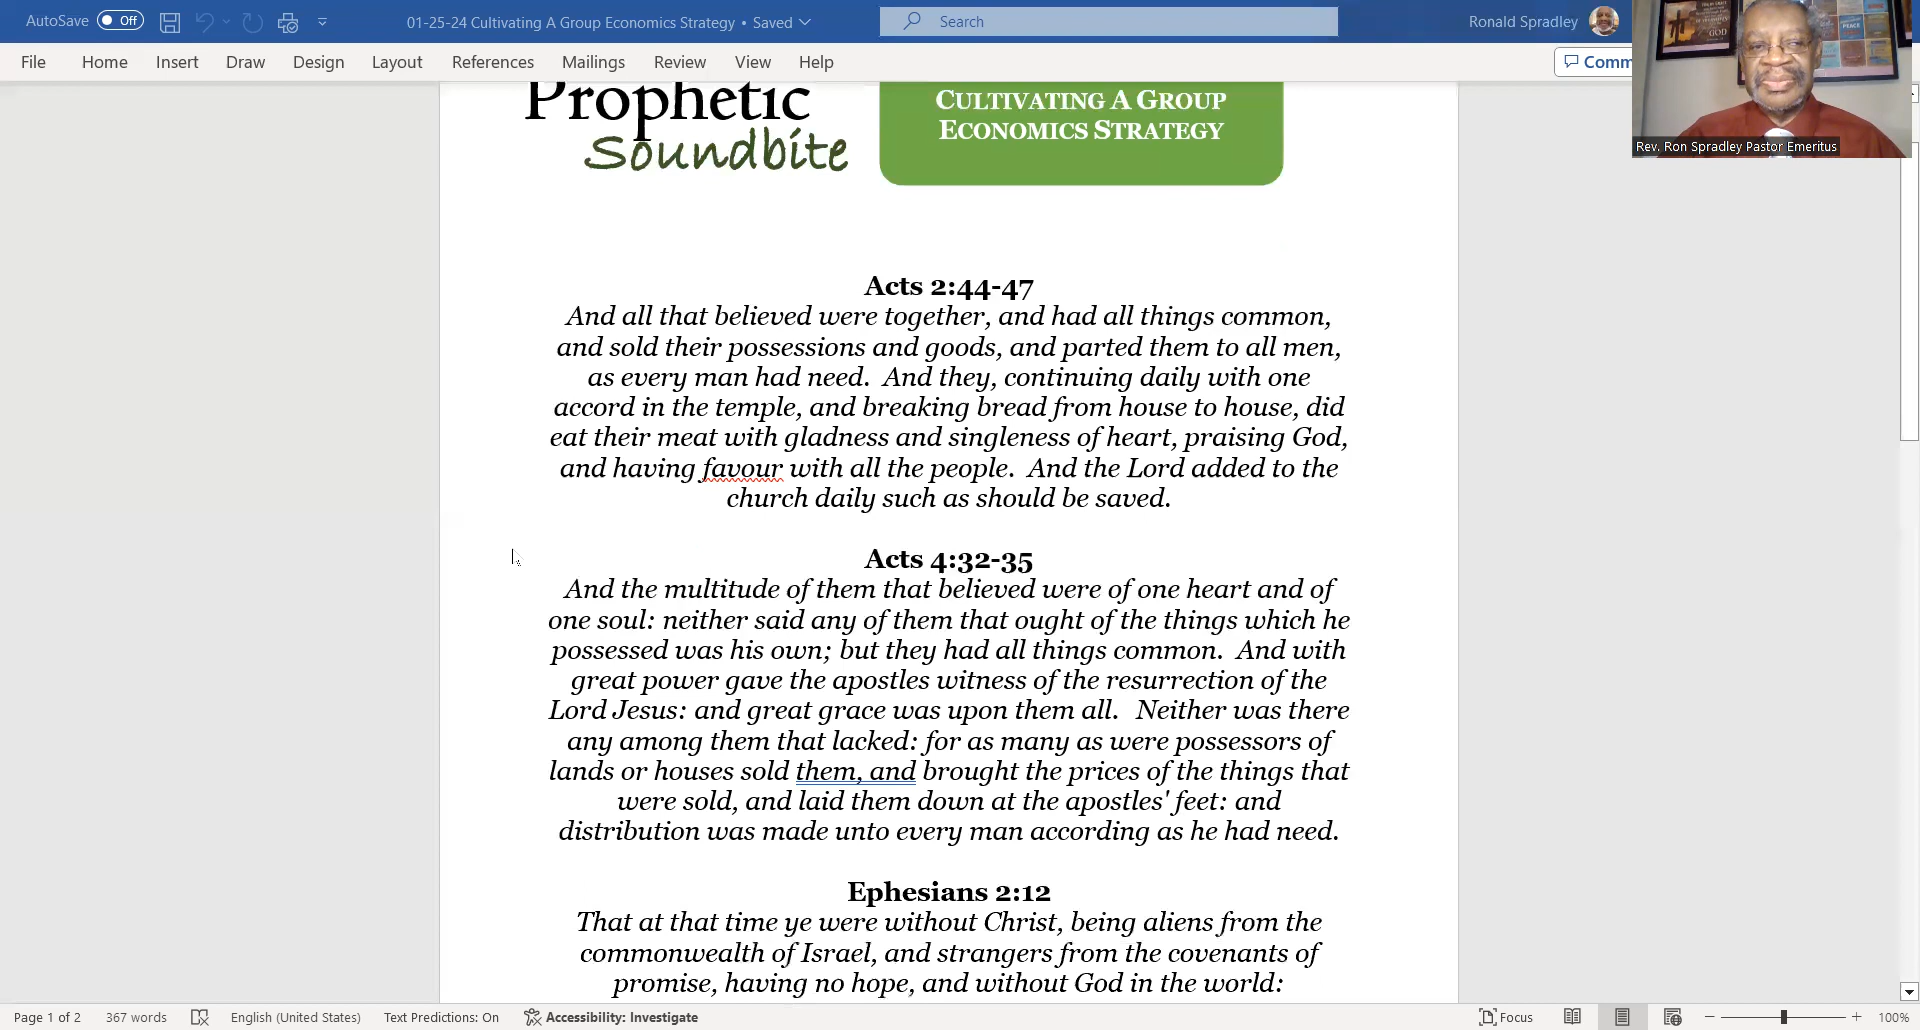 AutoSave Off 01-25-24 Cultivating A Group Economics Strategy • Saved Search Ronald Spradley
File Home Insert Draw Design Layout References Mailings Review View Help Comm
GOD
PEACE
Rev. Ron Spradley Pastor Emeritus
Prophetic
Soundbite
CULTIVATING A GROUP
ECONOMICS STRATEGY
Acts 2:44-47
And all that believed were together, and had all things common,
and sold their possessions and goods, and parted them to all men,
as every man had need. And they, continuing daily with one
accord in the temple, and breaking bread from house to house, did
eat their meat with gladness and singleness of heart, praising God,
and having favour with all the people. And the Lord added to the
church daily such as should be saved.
Acts 4:32-35
And the multitude of them that believed were of one heart and of
one soul: neither said any of them that ought of the things which he
possessed was his own; but they had all things common. And with
great power gave the apostles witness of the resurrection of the
Lord Jesus: and great grace was upon them all. Neither was there
any among them that lacked: for as many as were possessors of
lands or houses sold them, and brought the prices of the things that
were sold, and laid them down at the apostles' feet: and
distribution was made unto every man according as he had need.
Ephesians 2:12
That at that time ye were without Christ, being aliens from the
commonwealth of Israel, and strangers from the covenants of
promise, having no hope, and without God in the world:
Page 1 of 2 367 words English (United States) Text Predictions: On Accessibility: Investigate Focus 100%